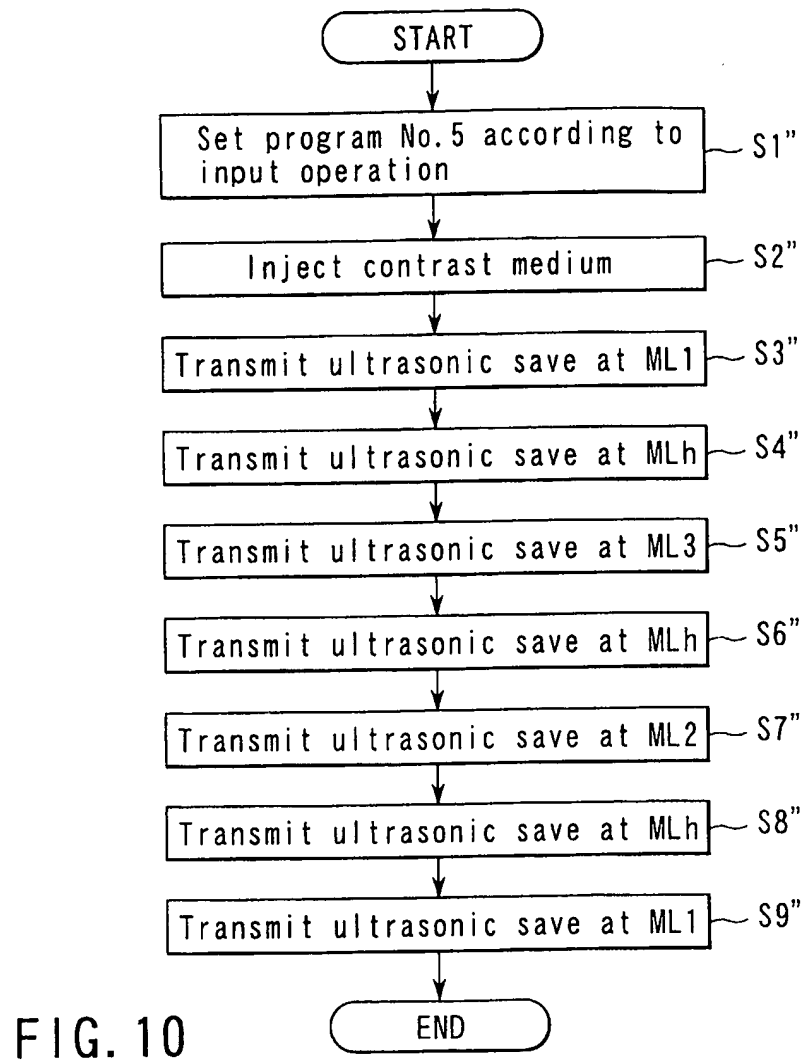 START
Set program No.5 according to
input operation
S1"
Inject contrast medium
S2"
Transmit ultrasonic save at ML1
S3"
Transmit ultrasonic save at MLh
S4"
Transmit ultrasonic save at ML3
S5"
Transmit ultrasonic save at MLh
S6"
Transmit ultrasonic save at ML2
S7"
Transmit ultrasonic save at MLh
S8"
Transmit ultrasonic save at ML1
S9"
END
FIG. 10